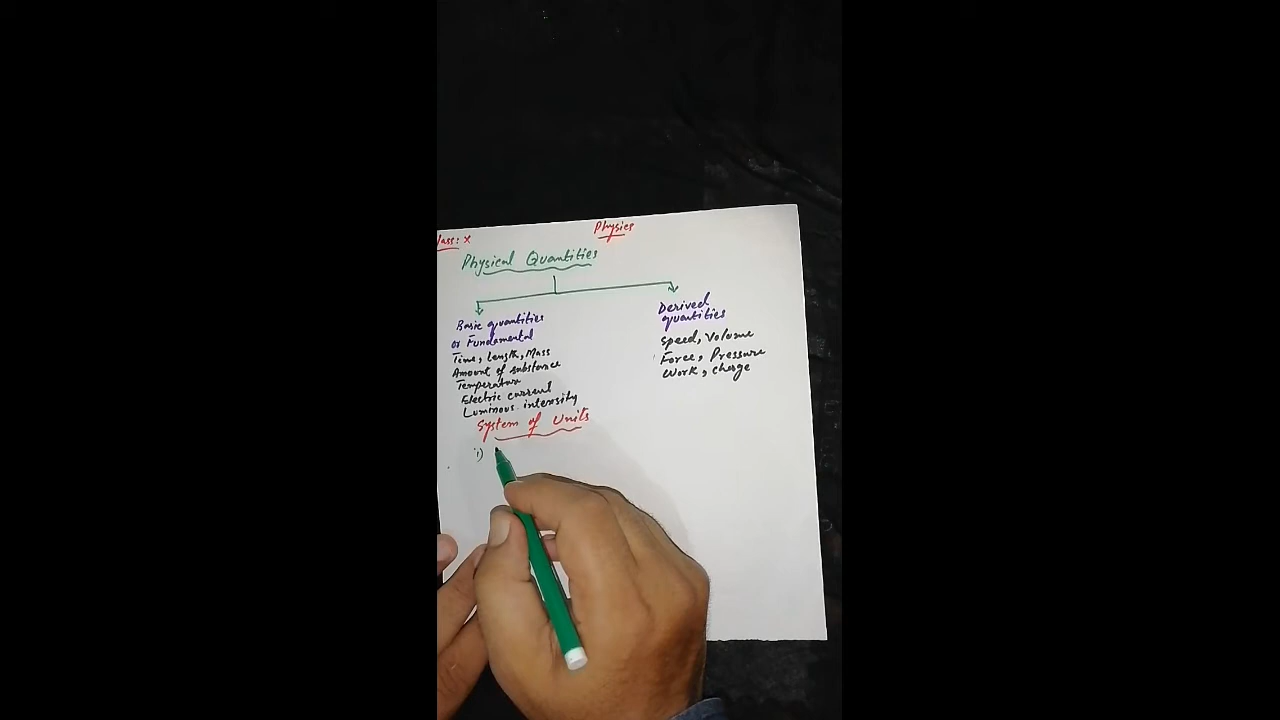 Physics
lass: X
Physical Quantities
Basic quantities
or Fundamental
Time, Length, Mass
Amount of substance
Temperature
Electric current
Luminous intensity
Derived
quantities
Speed, Volume
Force, Pressure
Work, Charge
System of Units
i)